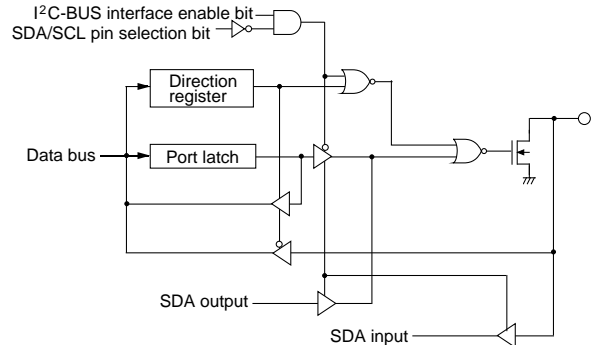 I²C-BUS interface enable bit
SDA/SCL pin selection bit
Direction
register
Data bus
Port latch
SDA output
SDA input